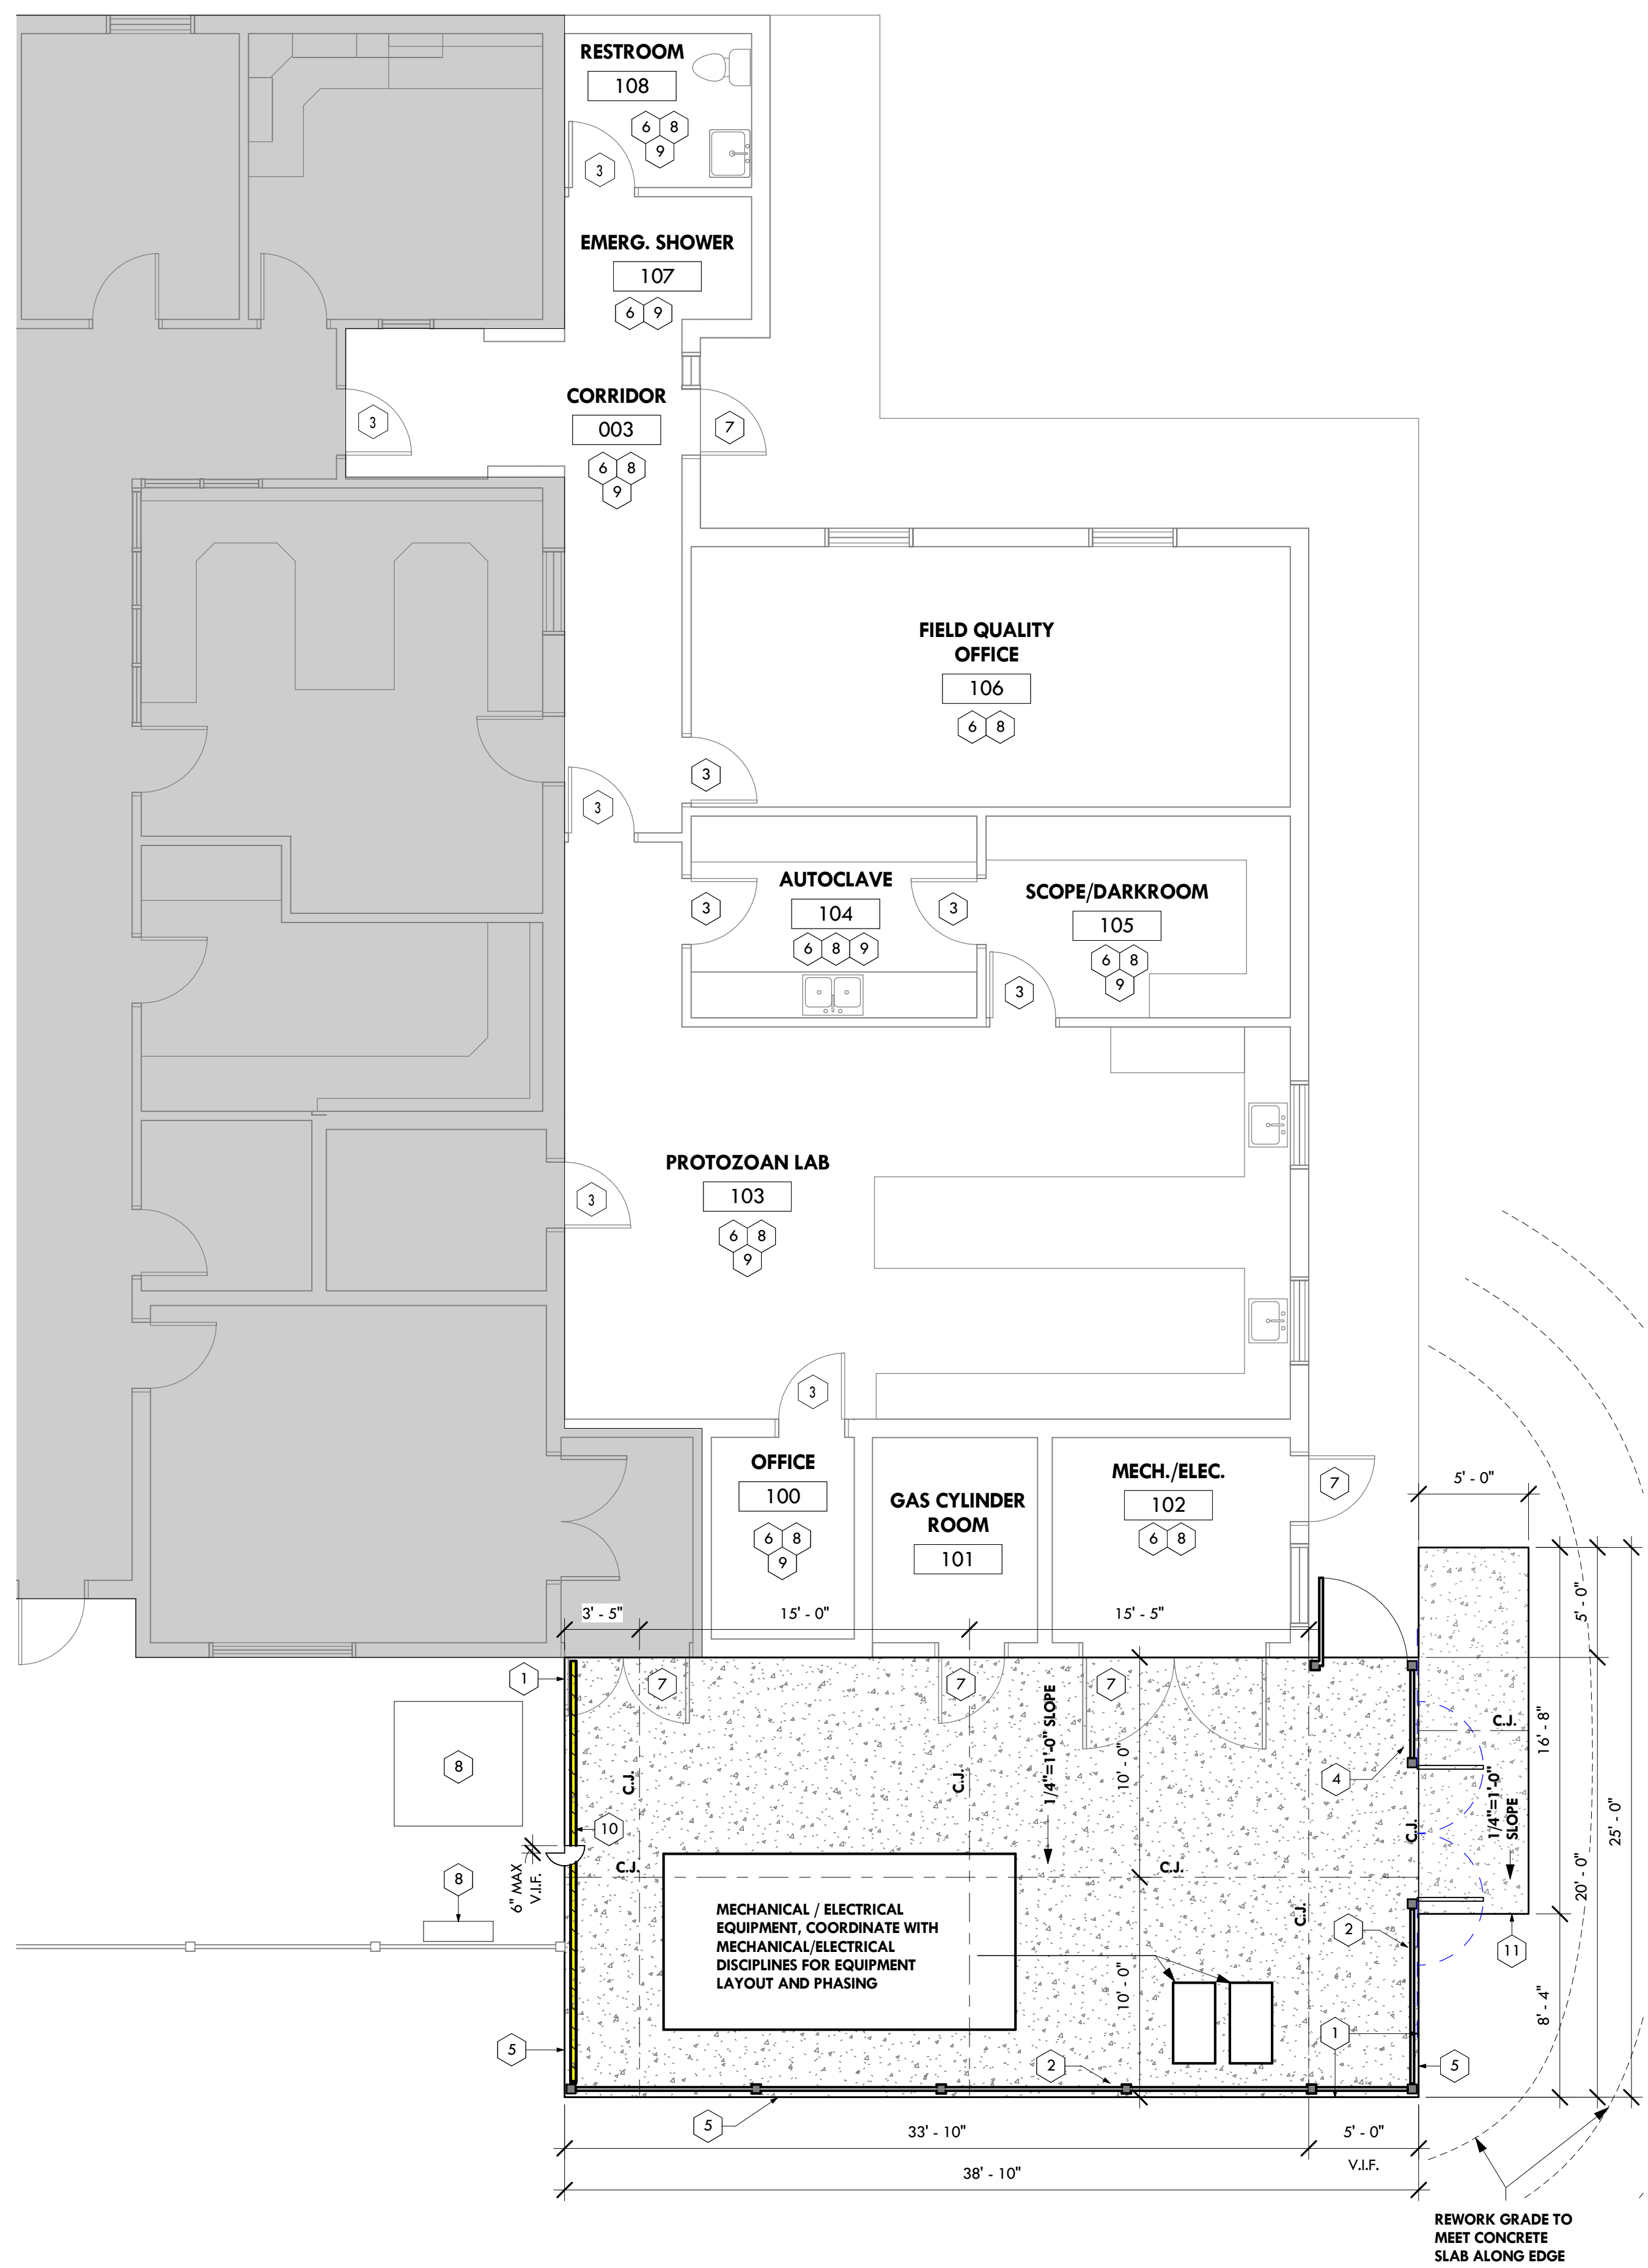 RESTROOM
108
6 8
9
3
EMERG. SHOWER
107
6 9
CORRIDOR
003
3
7
6 8
9
FIELD QUALITY
OFFICE
106
6 8
3
3
AUTOCLAVE
104
6 8 9
3
3
SCOPE/DARKROOM
105
6 8
9
3
PROTOZOAN LAB
103
6 8
9
3
3
OFFICE
100
6 8
9
GAS CYLINDER
ROOM
101
MECH./ELEC.
102
6 8
7
5' - 0"
3' - 5"
15' - 0"
15' - 5"
5' - 0"
1
7
7
7
1/4"=1'-0" SLOPE
10' - 0"
C.J.
16' - 8"
8
C.J.
C.J.
4
1/4"=1'-0"
SLOPE
25' - 0"
10
C.J.
C.J.
C.J.
6" MAX
V.I.F.
8
20' - 0"
MECHANICAL / ELECTRICAL
EQUIPMENT, COORDINATE WITH
MECHANICAL/ELECTRICAL
DISCIPLINES FOR EQUIPMENT
LAYOUT AND PHASING
C.J.
2
11
10' - 0"
8' - 4"
1
5
2
5
5
33' - 10"
5' - 0"
V.I.F.
38' - 10"
REWORK GRADE TO
MEET CONCRETE
SLAB ALONG EDGE